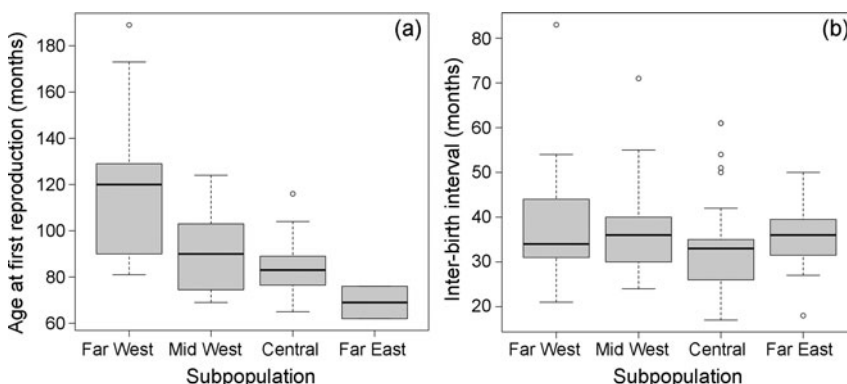 (a)
Age at first reproduction (months)
180
160
140
120
100
80
60
Far West Mid West Central Far East
Subpopulation
(b)
Inter-birth interval (months)
80
70
60
50
40
30
20
Far West Mid West Central Far East
Subpopulation